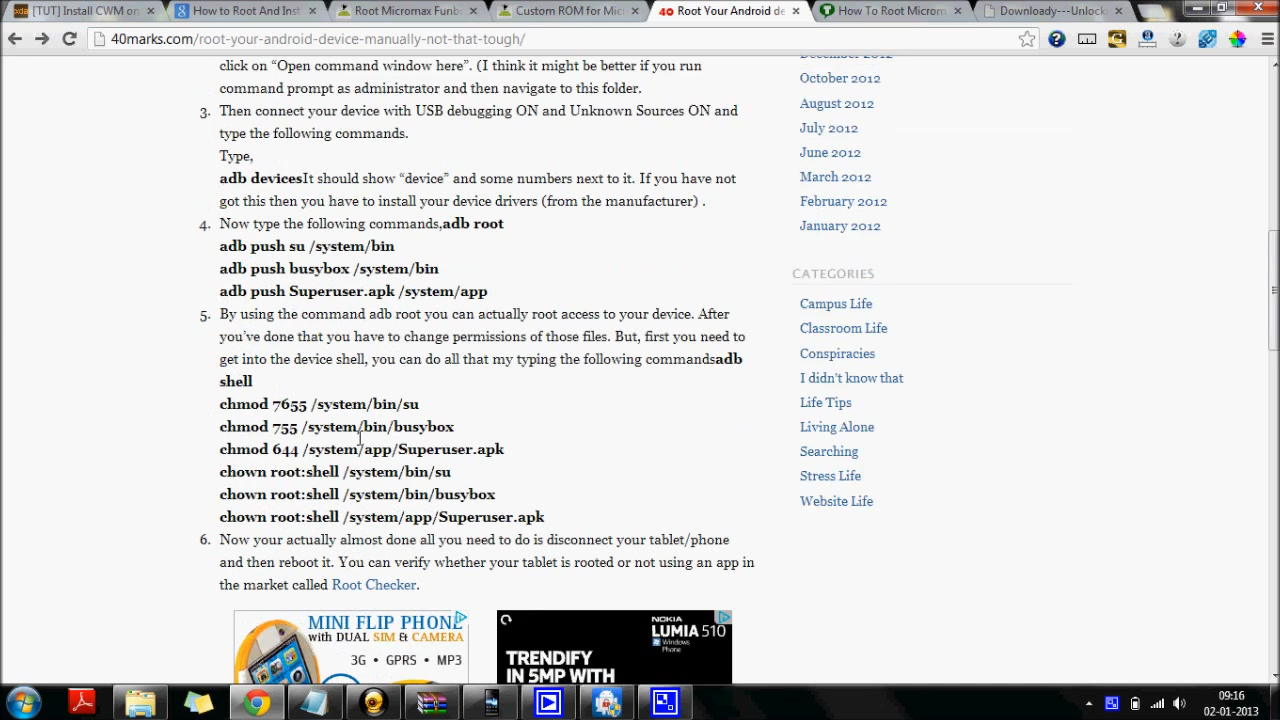 [TUT] Install CWM on
How to Root And Inst
Root Micromax Funb
Custom ROM for Mic
Root Your Android de
How To Root Microm
Downloady---Unlock
40marks.com/root-your-android-device-manually-not-that-tough/
click on “Open command window here”. (I think it might be better if you run
command prompt as administrator and then navigate to this folder.
3. Then connect your device with USB debugging ON and Unknown Sources ON and
type the following commands.
Type,
adb devicesIt should show “device” and some numbers next to it. If you have not
got this then you have to install your device drivers (from the manufacturer) .
4. Now type the following commands,adb root
adb push su /system/bin
adb push busybox /system/bin
adb push Superuser.apk /system/app
5. By using the command adb root you can actually root access to your device. After
you’ve done that you have to change permissions of those files. But, first you need to
get into the device shell, you can do all that my typing the following commandsadb
shell
chmod 7655 /system/bin/su
chmod 755 /system/bin/busybox
chmod 644 /system/app/Superuser.apk
chown root:shell /system/bin/su
chown root:shell /system/bin/busybox
chown root:shell /system/app/Superuser.apk
6. Now your actually almost done all you need to do is disconnect your tablet/phone
and then reboot it. You can verify whether your tablet is rooted or not using an app in
the market called Root Checker.
MINI FLIP PHONE
with DUAL SIM & CAMERA
3G • GPRS • MP3
NOKIA
LUMIA 510
Windows
Phone
TRENDIFY
IN 5MP WITH
December 2012
October 2012
August 2012
July 2012
June 2012
March 2012
February 2012
January 2012
CATEGORIES
Campus Life
Classroom Life
Conspiracies
I didn't know that
Life Tips
Living Alone
Searching
Stress Life
Website Life
09:16
02-01-2013